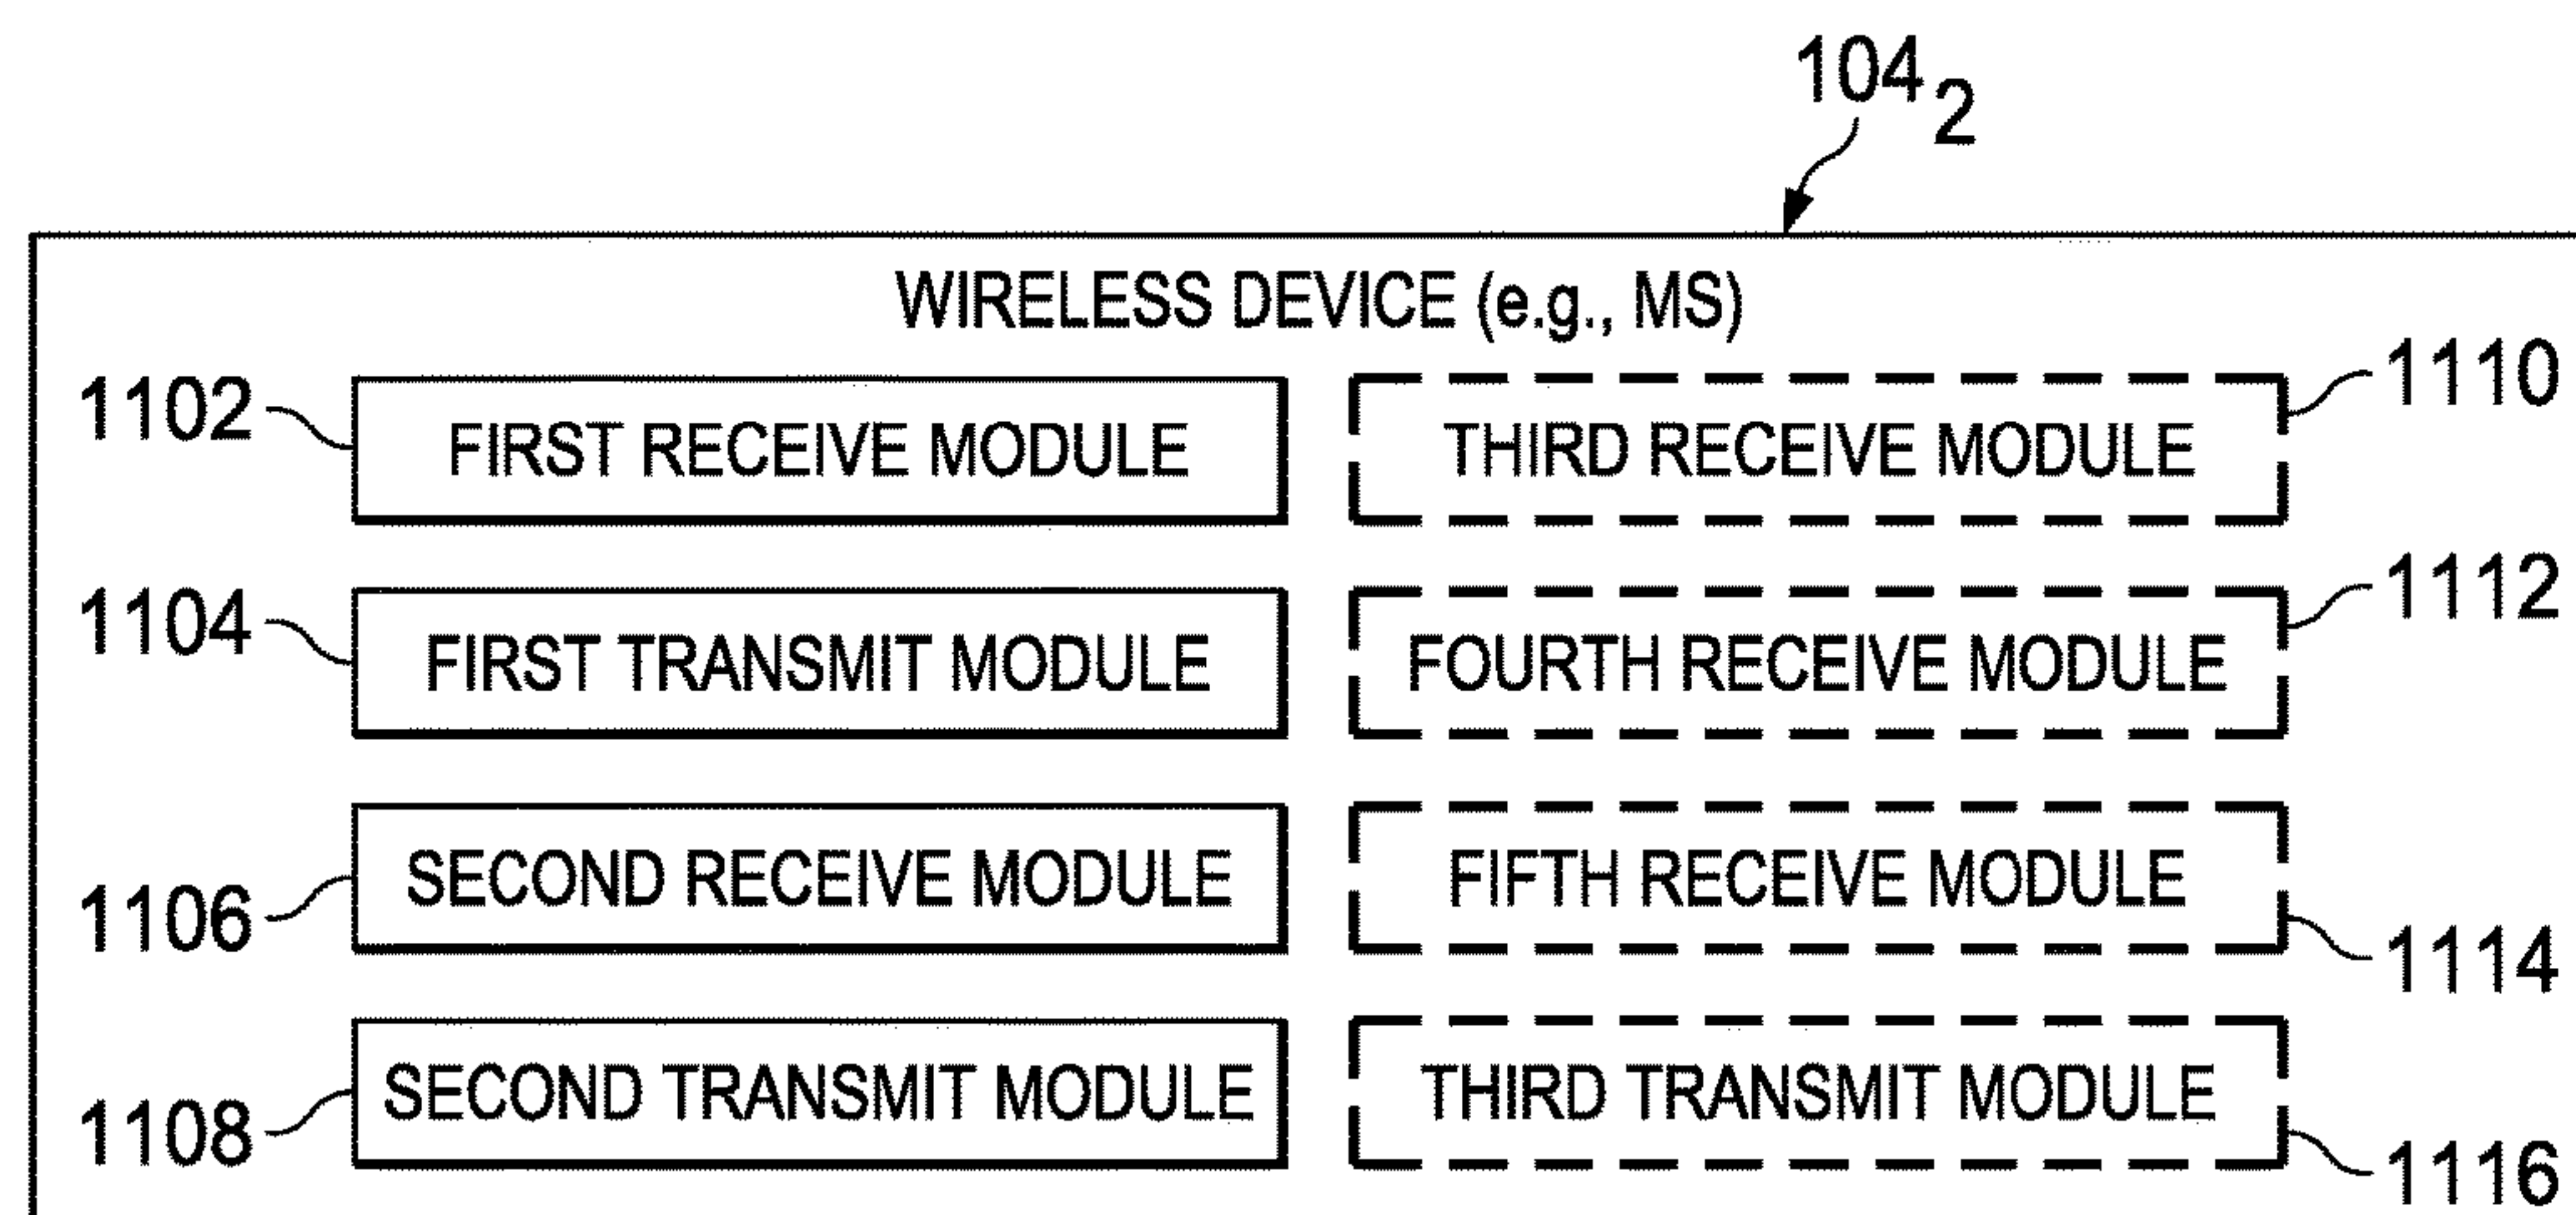 104₂
WIRELESS DEVICE (e.g., MS)
1102 FIRST RECEIVE MODULE THIRD RECEIVE MODULE 1110
1104 FIRST TRANSMIT MODULE FOURTH RECEIVE MODULE 1112
1106 SECOND RECEIVE MODULE FIFTH RECEIVE MODULE 1114
1108 SECOND TRANSMIT MODULE THIRD TRANSMIT MODULE 1116